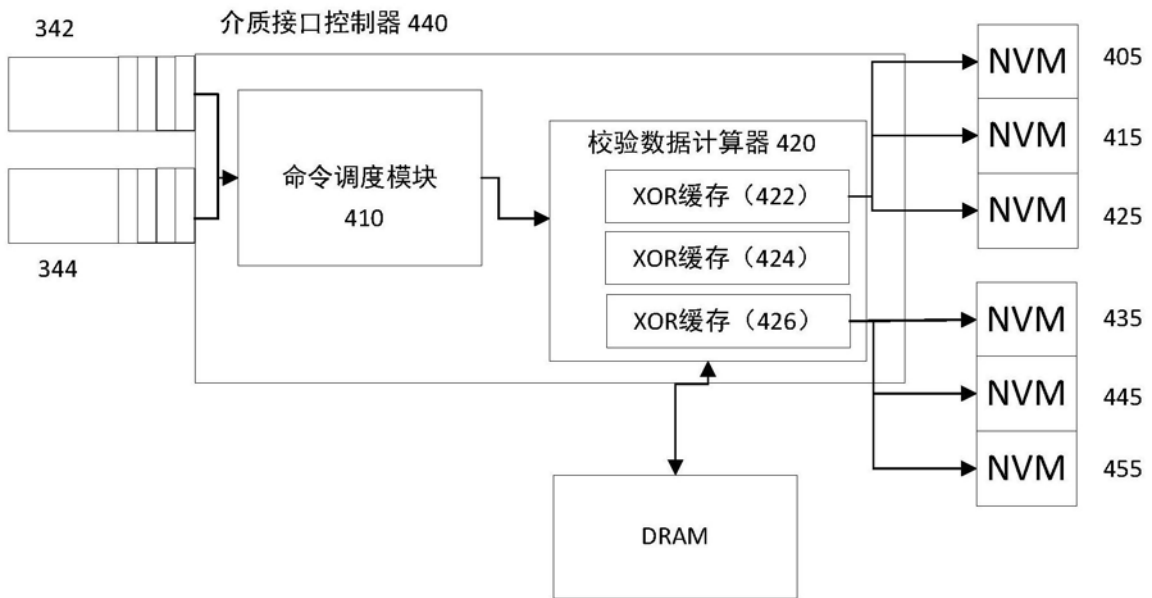 342
介质接口控制器 440
344
命令调度模块
410
校验数据计算器 420
XOR缓存（422）
XOR缓存（424）
XOR缓存（426）
NVM 405
NVM 415
NVM 425
NVM 435
NVM 445
NVM 455
DRAM